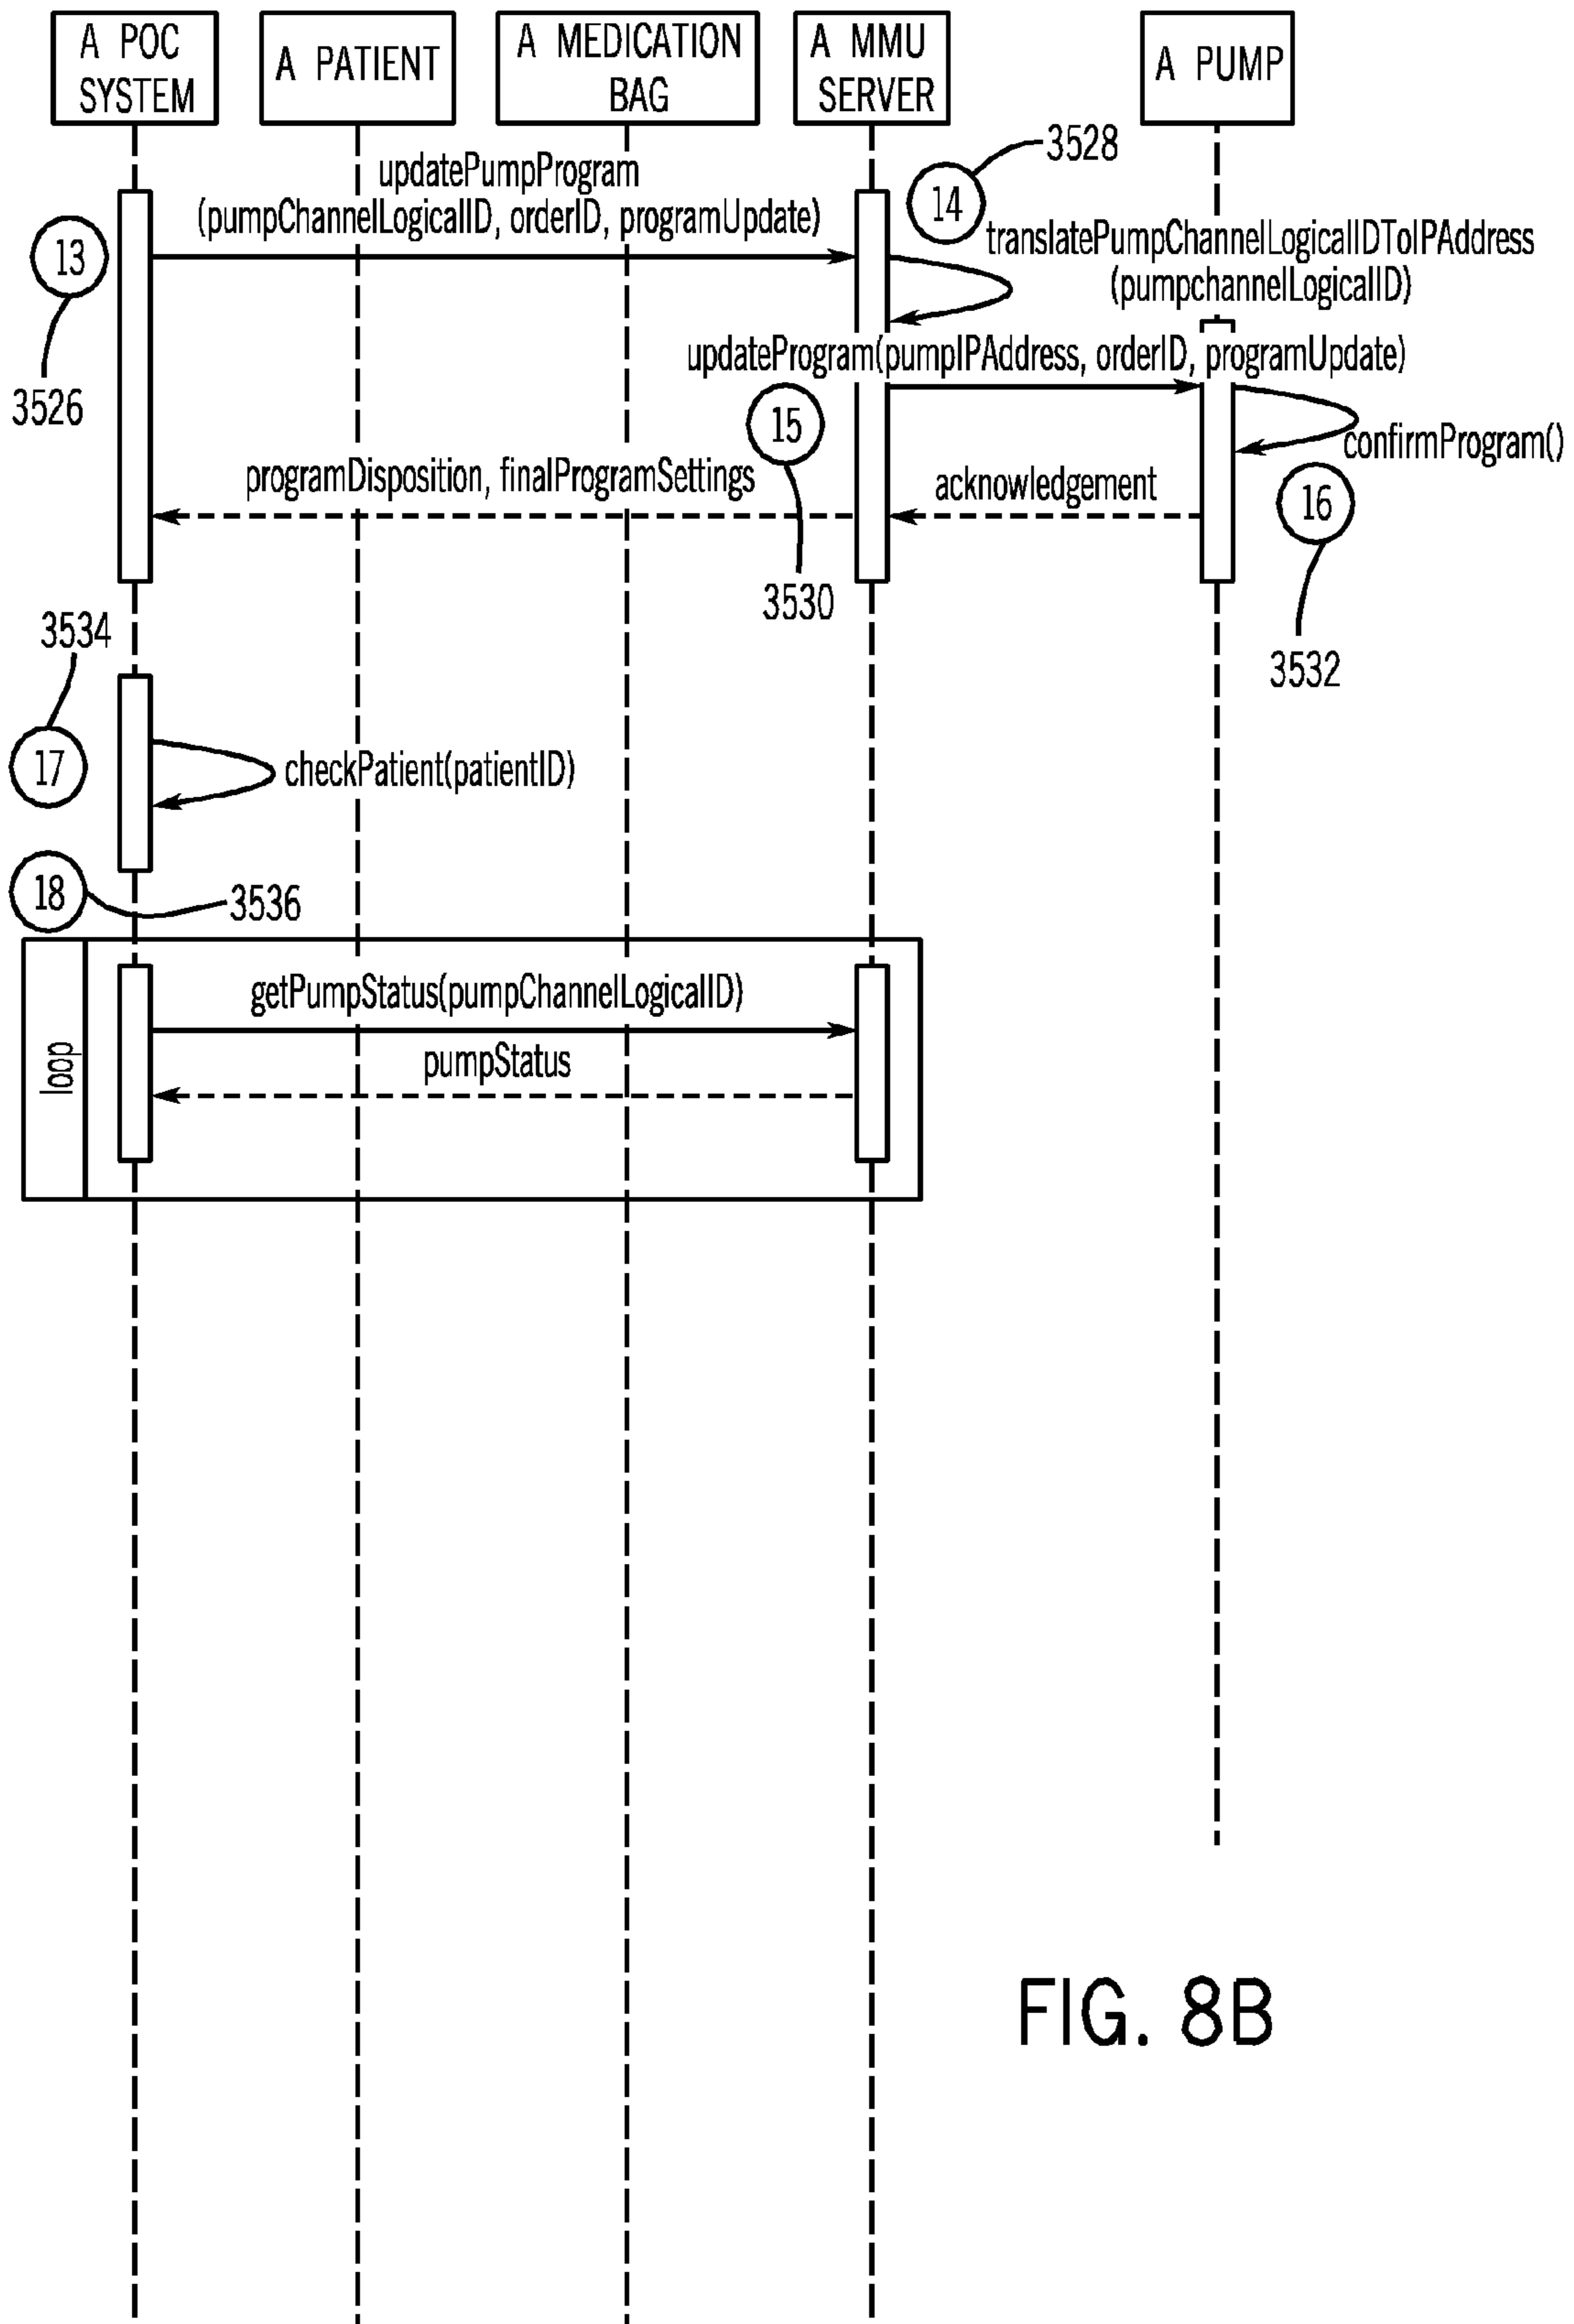 A POC
SYSTEM
A PATIENT
A MEDICATION
BAG
A MMU
SERVER
A PUMP
3528
updatePumpProgram
(pumpChannelLogicalID, orderID, programUpdate)
14
13
translatePumpChannelLogicalIDToIPAddress
(pumpchannelLogicalID)
updateProgram(pumpIPAddress, orderID, programUpdate)
3526
15
confirmProgram()
programDisposition, finalProgramSettings
acknowledgement
16
3530
3534
3532
17
checkPatient(patientID)
18
3536
getPumpStatus(pumpChannelLogicalID)
loop
pumpStatus
FIG. 8B